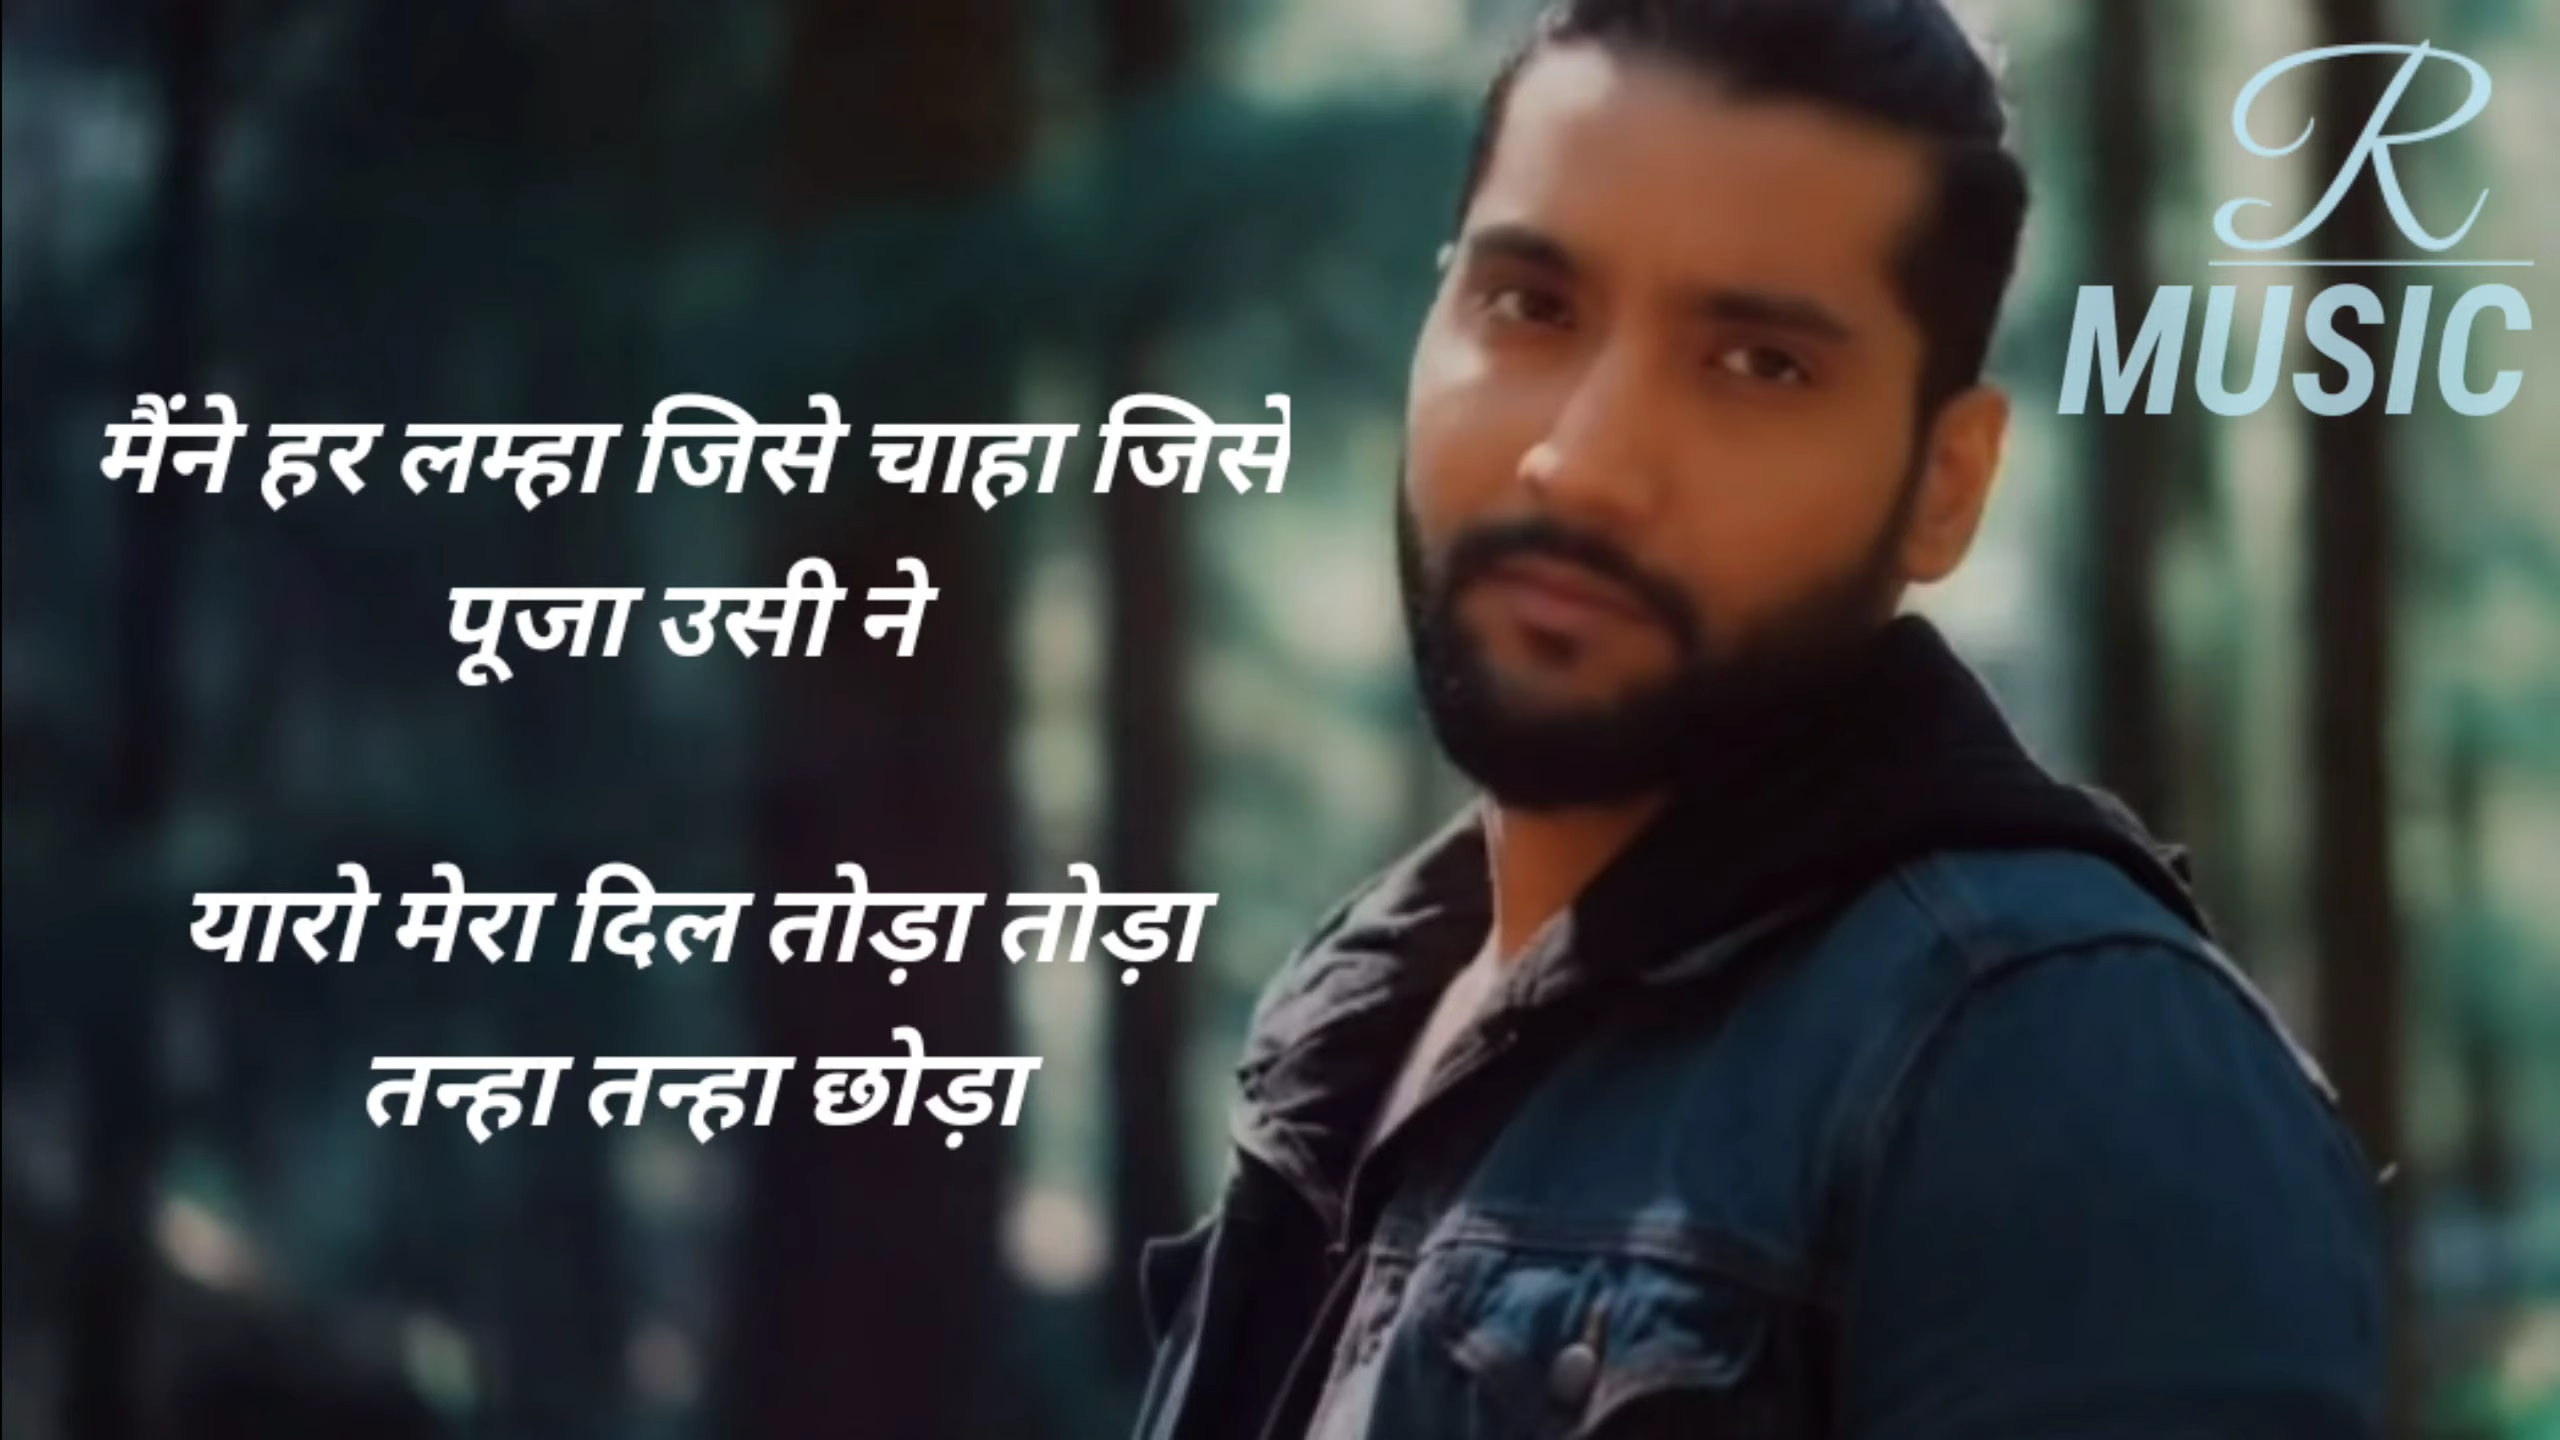 मैंने हर लम्हा जिसे चाहा जिसे
पूजा उसी ने
यारो मेरा दिल तोड़ा तोड़ा
तन्हा तन्हा छोड़ा
R
MUSIC